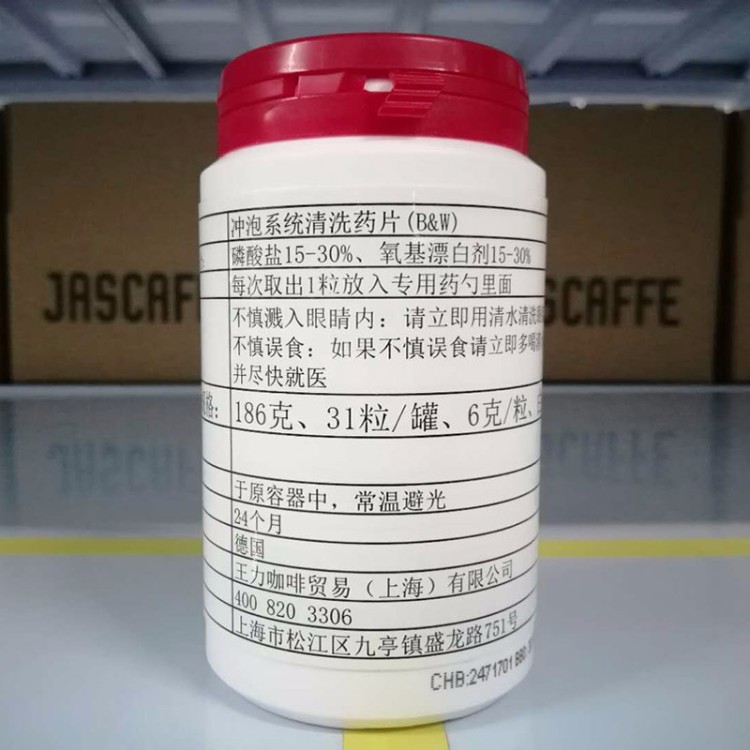 冲泡系统清洗药片(B&W)
磷酸盐15-30%、氧基漂白剂15-30%
每次取出1粒放入专用药勺里面
不慎溅入眼睛内：请立即用清水清洗
不慎误食：如果不慎误食请立即多喝
并尽快就医
格：186克、31粒/罐、6克/粒、
于原容器中，常温避光
24个月
德国
王力咖啡贸易（上海）有限公司
400 820 3306
上海市松江区九亭镇盛龙路751号
CHB:2471701 BB0
JASCAFFE
SCAFFE